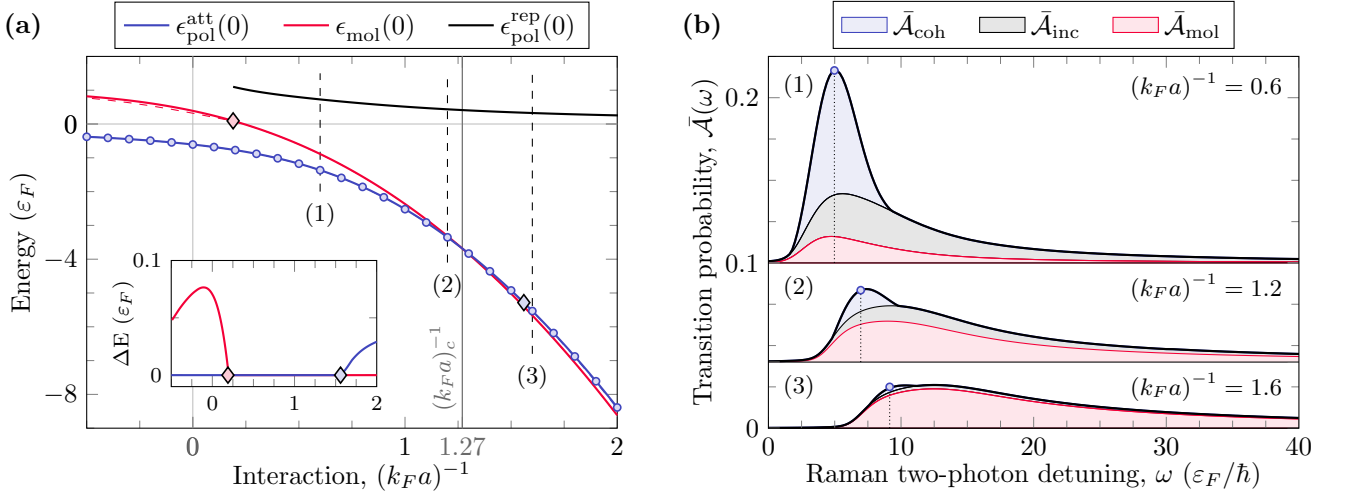 (a)
ϵ_pol^att(0) ϵ_mol(0) ϵ_pol^rep(0)
Energy (ε_F)
0
−4
−8
(1)
(2)
(3)
(k_F a)_c^{−1}
ΔE (ε_F)
0.1
0
0 1 2
0 1 1.27 2
Interaction, (k_F a)^{−1}
(b)
Ā_coh Ā_inc Ā_mol
Transition probability, Ā(ω)
0.2
0.1
0
(1) (k_F a)^{−1} = 0.6
(2) (k_F a)^{−1} = 1.2
(3) (k_F a)^{−1} = 1.6
0 10 20 30 40
Raman two-photon detuning, ω (ε_F/ħ)